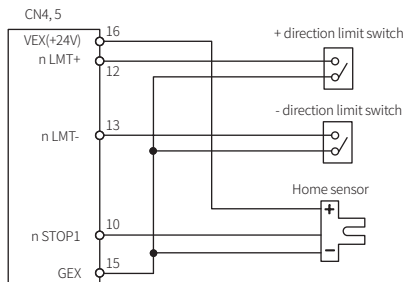 CN4, 5
VEX(+24V) 16
+ direction limit switch
n LMT+
12
- direction limit switch
n LMT- 13
Home sensor
+
n STOP1 10
−
GEX 15